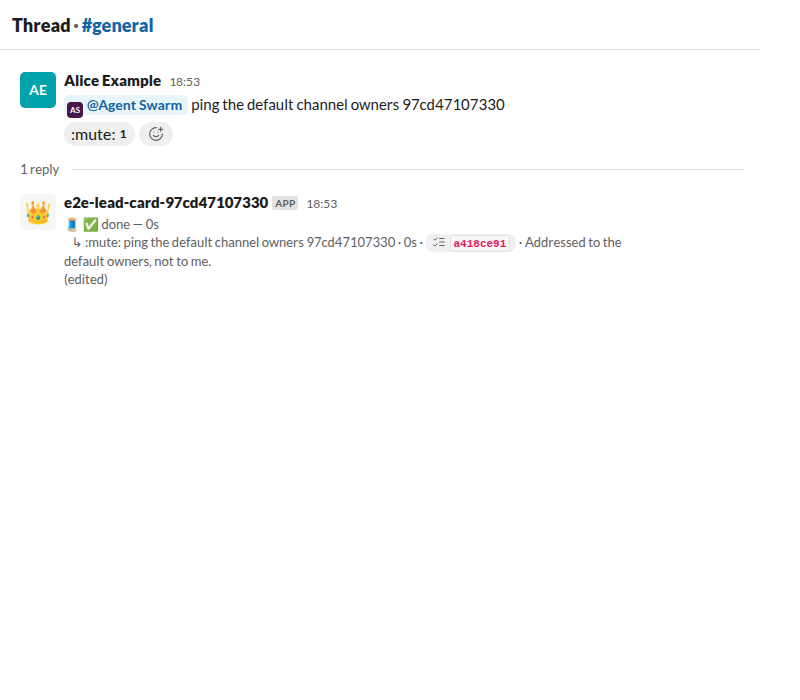 Thread · #general
AE
Alice Example 18:53
AS @Agent Swarm ping the default channel owners 97cd47107330
:mute: 1
1 reply
e2e-lead-card-97cd47107330 APP 18:53
🧵 ✅ done — 0s
↳ :mute: ping the default channel owners 97cd47107330 · 0s · a418ce91 · Addressed to the
default owners, not to me.
(edited)